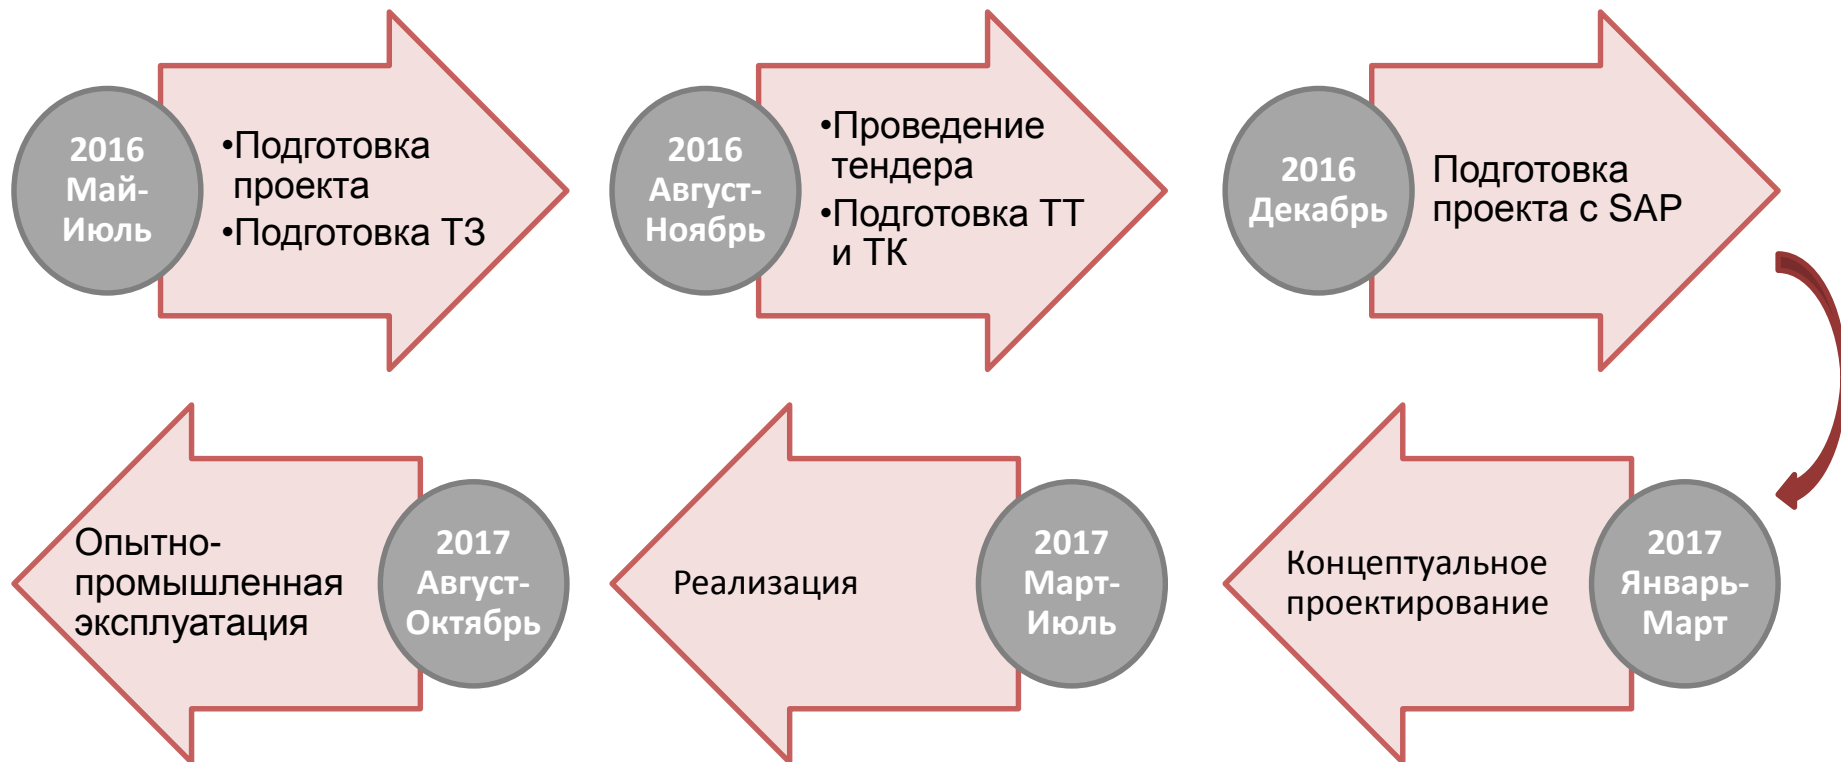 2016
Май-
Июль
•Подготовка
проекта
•Подготовка ТЗ
2016
Август-
Ноябрь
•Проведение
тендера
•Подготовка ТТ
и ТК
2016
Декабрь
Подготовка
проекта с SAP
2017
Январь-
Март
Концептуальное
проектирование
2017
Март-
Июль
Реализация
2017
Август-
Октябрь
Опытно-
промышленная
эксплуатация